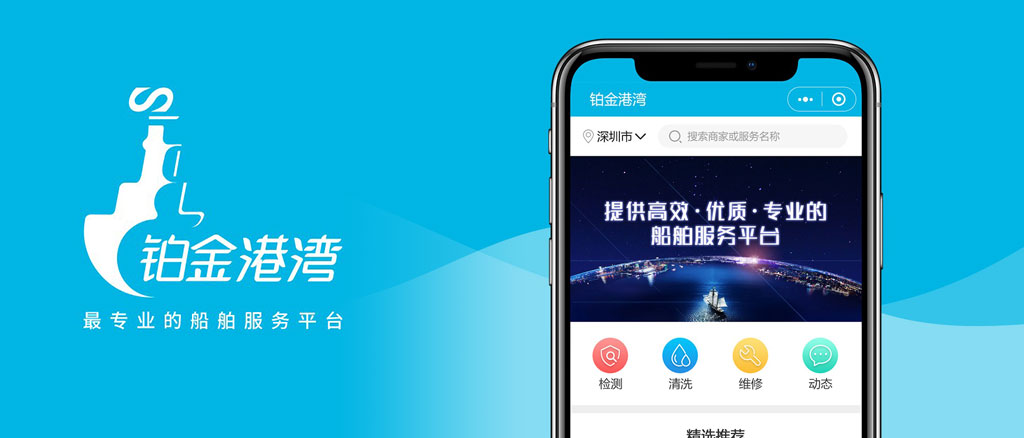 铂金港湾
最专业的船舶服务平台
铂金港湾
深圳市
搜索商家或服务名称
提供高效·优质·专业的
船舶服务平台
检测
清洗
维修
动态
精选推荐